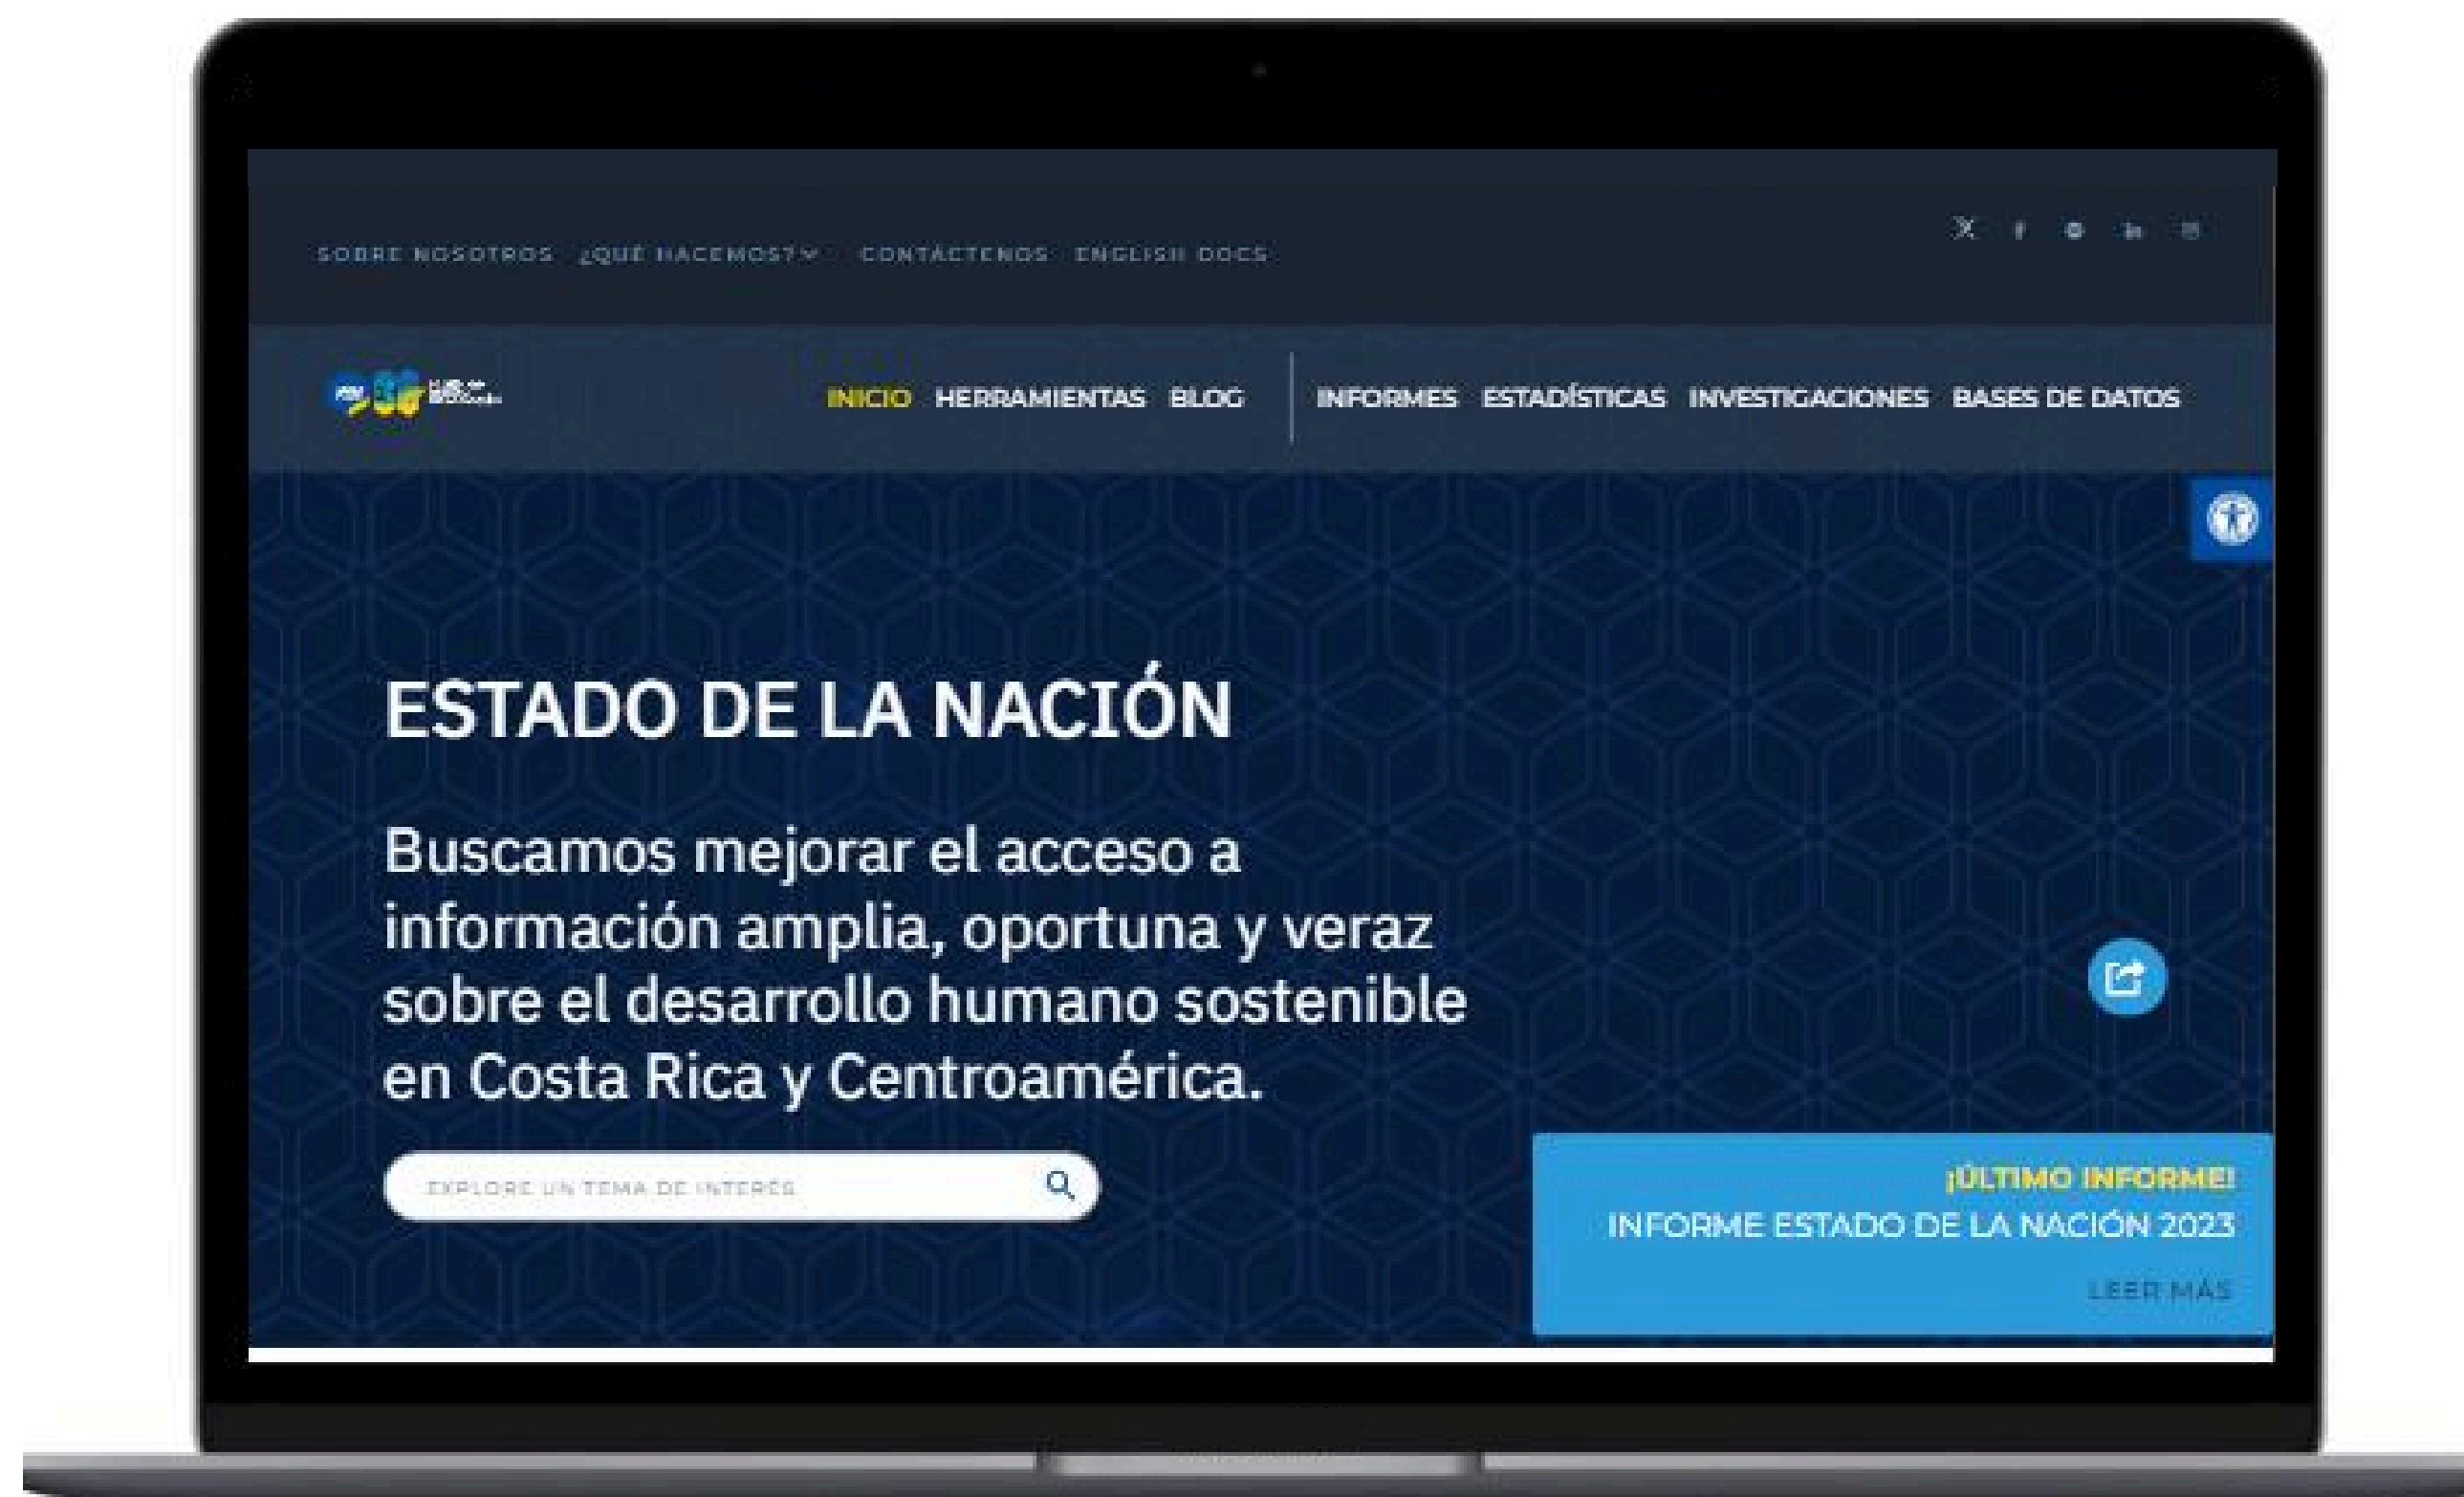 SOBRE NOSOTROS ¿QUÉ HACEMOS? CONTÁCTENOS ENGLISH DOCS
INICIO HERRAMIENTAS BLOG INFORMES ESTADÍSTICAS INVESTIGACIONES BASES DE DATOS
ESTADO DE LA NACIÓN
Buscamos mejorar el acceso a
información amplia, oportuna y veraz
sobre el desarrollo humano sostenible
en Costa Rica y Centroamérica.
EXPLORE UN TEMA DE INTERÉS
¡ÚLTIMO INFORME!
INFORME ESTADO DE LA NACIÓN 2023
LEER MÁS